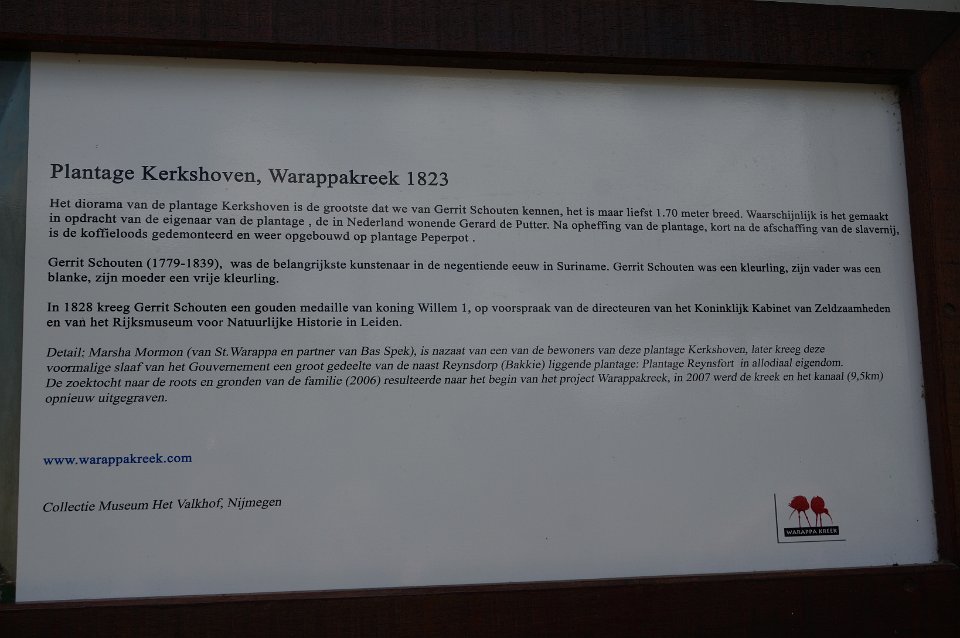 Plantage Kerkshoven, Warappakreek 1823
Het diorama van de plantage Kerkshoven is de grootste dat we van Gerrit Schouten kennen, het is maar liefst 1.70 meter breed. Waarschijnlijk is het gemaakt
in opdracht van de eigenaar van de plantage , de in Nederland wonende Gerard de Putter. Na opheffing van de plantage, kort na de afschaffing van de slavernij,
is de koffieloods gedemonteerd en weer opgebouwd op plantage Peperpot .
Gerrit Schouten (1779-1839), was de belangrijkste kunstenaar in de negentiende eeuw in Suriname. Gerrit Schouten was een kleurling, zijn vader was een
blanke, zijn moeder een vrije kleurling.
In 1828 kreeg Gerrit Schouten een gouden medaille van koning Willem 1, op voorspraak van de directeuren van het Koninklijk Kabinet van Zeldzaamheden
en van het Rijksmuseum voor Natuurlijke Historie in Leiden.
Detail: Marsha Mormon (van St.Warappa en partner van Bas Spek), is nazaat van een van de bewoners van deze plantage Kerkshoven, later kreeg deze
voormalige slaaf van het Gouvernement een groot gedeelte van de naast Reynsdorp (Bakkie) liggende plantage: Plantage Reynsfort in allodiaal eigendom.
De zoektocht naar de roots en gronden van de familie (2006) resulteerde naar het begin van het project Warappakreek, in 2007 werd de kreek en het kanaal (9,5km)
opnieuw uitgegraven.
www.warappakreek.com
Collectie Museum Het Valkhof, Nijmegen
WARAPPA KREEK